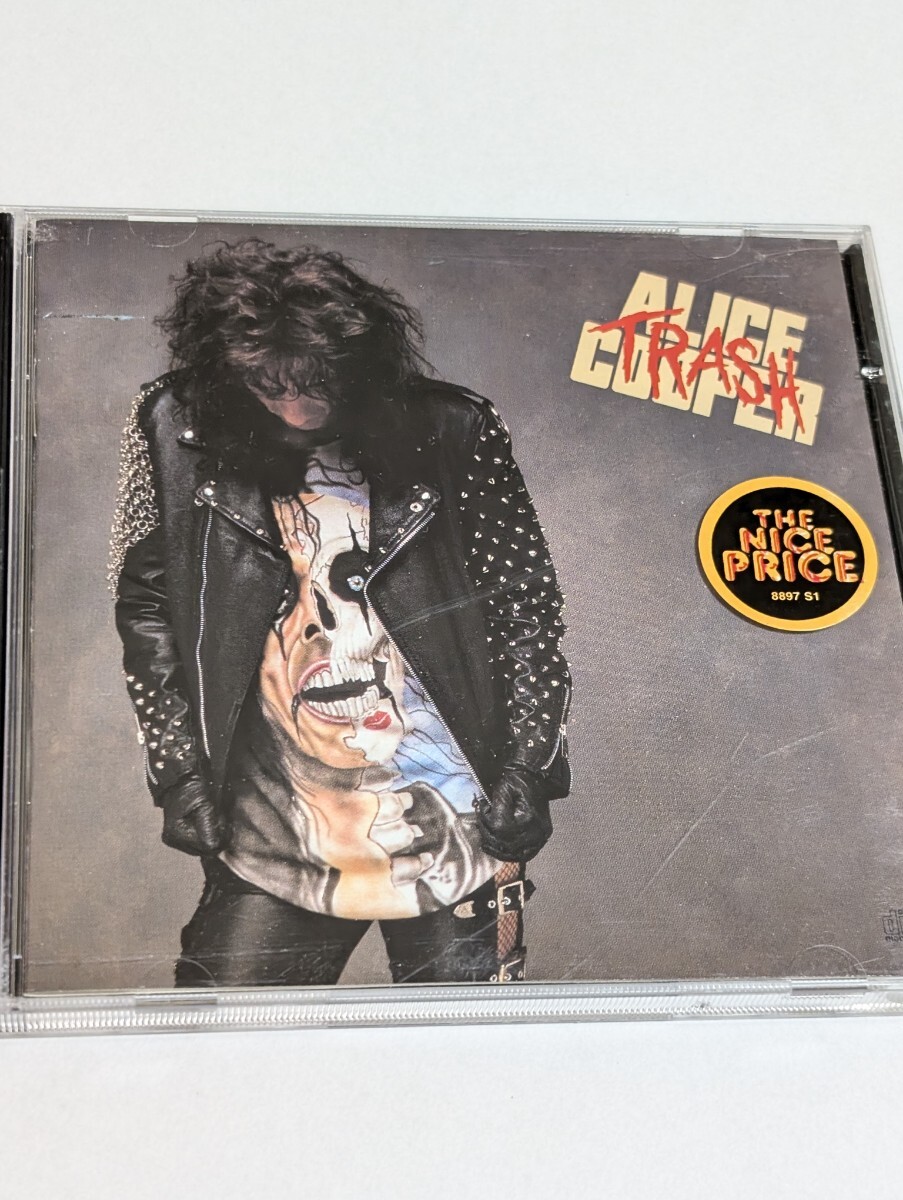 ALICE
TRASH
COOPER
THE
NICE
PRICE
8897 S1